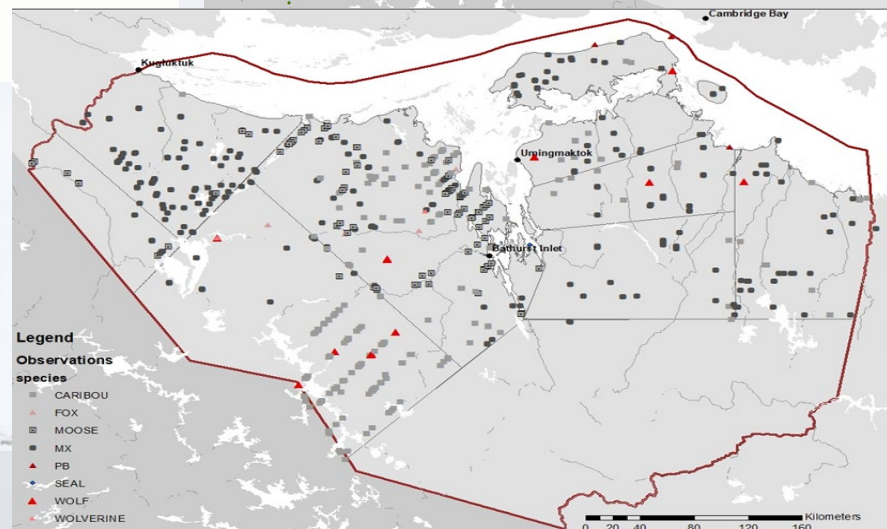 Cambridge Bay
Kugluktuk
Umingmaktok
Bathurst Inlet
Legend
Observations
species
CARIBOU
FOX
MOOSE
MX
PB
SEAL
WOLF
WOLVERINE
Kilometers
0 20 40 80 120 160